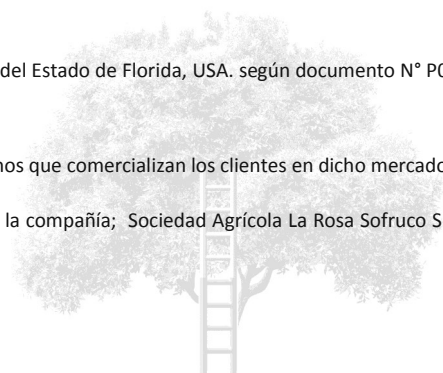 del Estado de Florida, USA. según documento N° P0
nos que comercializan los clientes en dicho mercado
la compañía; Sociedad Agrícola La Rosa Sofruco S